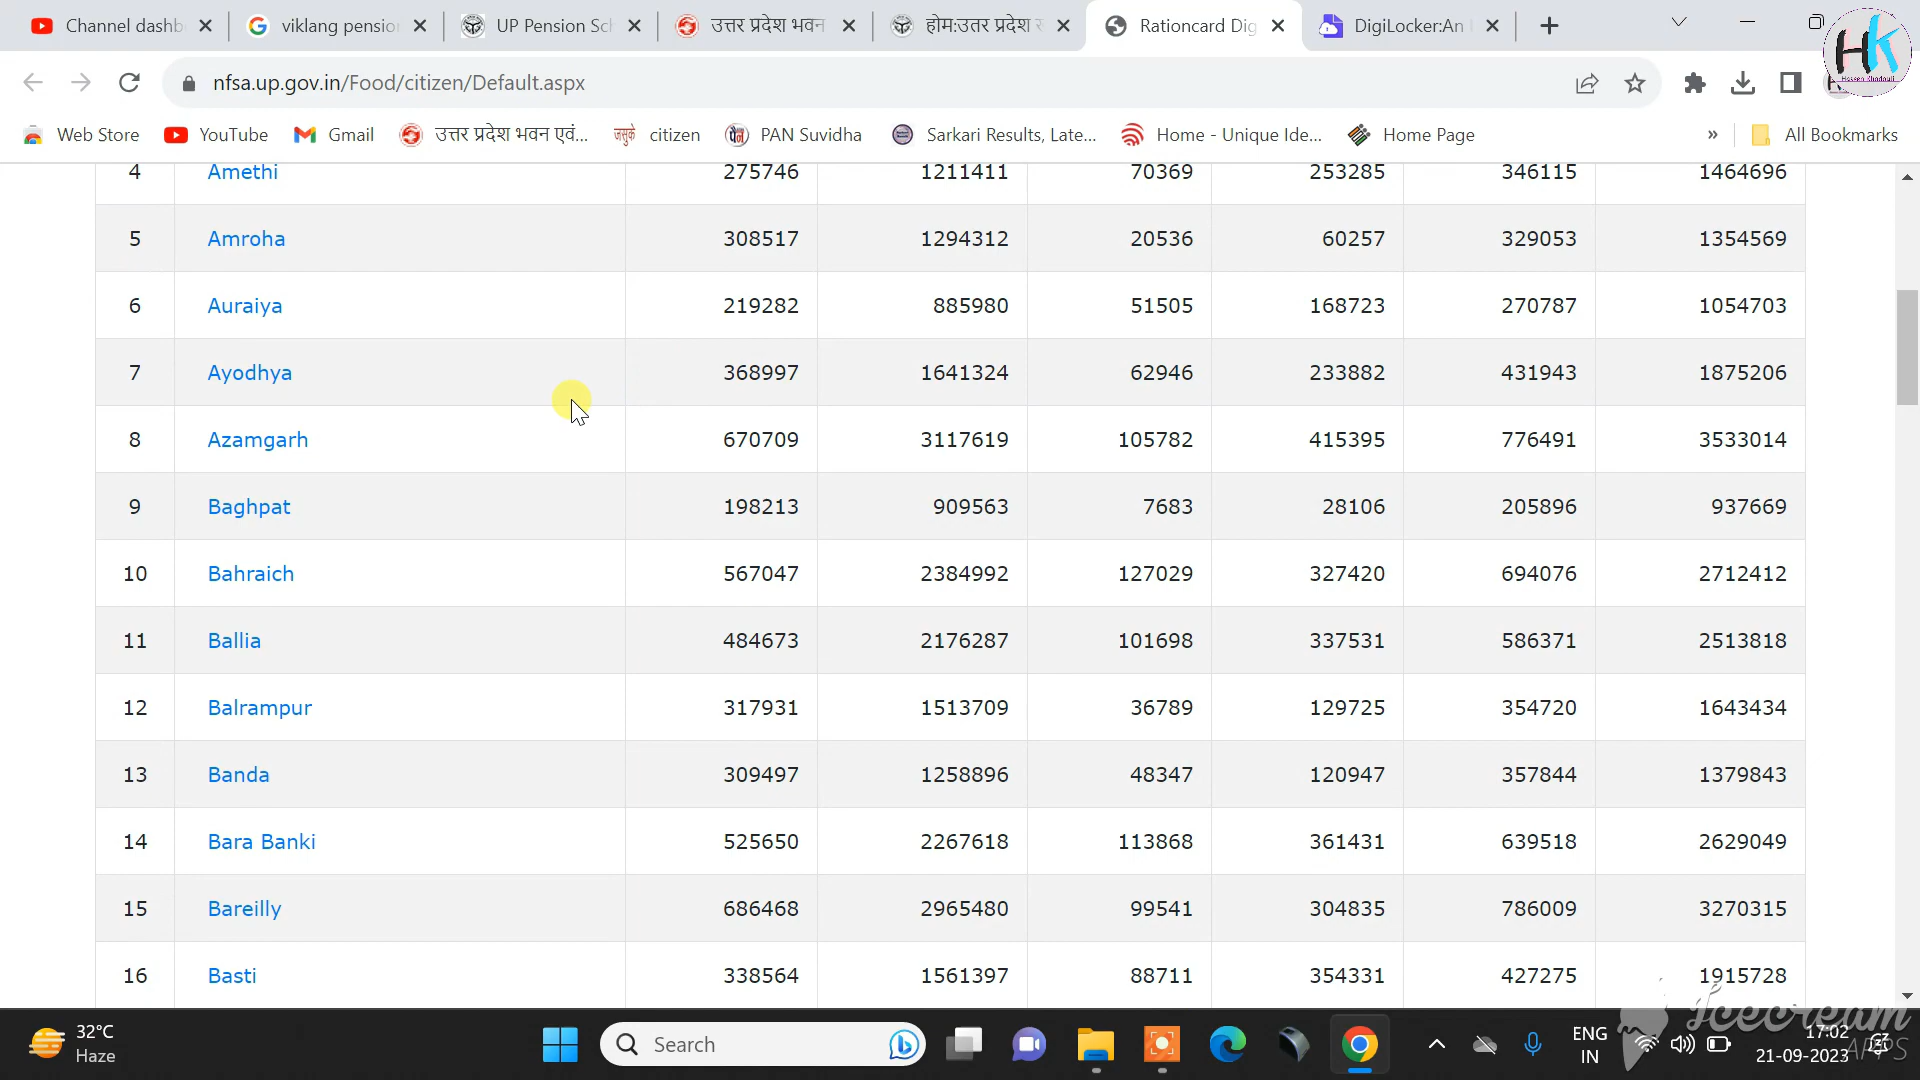 Channel dashb
viklang pensio
UP Pension Sc
उत्तर प्रदेश भवन
होम:उतर प्रदेश स
Rationcard Dig
DigiLocker:An
nfsa.up.gov.in/Food/citizen/Default.aspx
HK
Web Store
YouTube
Gmail
उत्तर प्रदेश भवन एवं...
citizen
PAN Suvidha
Sarkari Results, Late...
Home - Unique Ide...
Home Page
»
All Bookmarks
4 Amethi 275746 1211411 70369 253285 346115 1464696
5 Amroha 308517 1294312 20536 60257 329053 1354569
6 Auraiya 219282 885980 51505 168723 270787 1054703
7 Ayodhya 368997 1641324 62946 233882 431943 1875206
8 Azamgarh 670709 3117619 105782 415395 776491 3533014
9 Baghpat 198213 909563 7683 28106 205896 937669
10 Bahraich 567047 2384992 127029 327420 694076 2712412
11 Ballia 484673 2176287 101698 337531 586371 2513818
12 Balrampur 317931 1513709 36789 129725 354720 1643434
13 Banda 309497 1258896 48347 120947 357844 1379843
14 Bara Banki 525650 2267618 113868 361431 639518 2629049
15 Bareilly 686468 2965480 99541 304835 786009 3270315
16 Basti 338564 1561397 88711 354331 427275 1915728
Icecream
APPS
32°C
Haze
Search
ENG
IN
17:02
21-09-2023